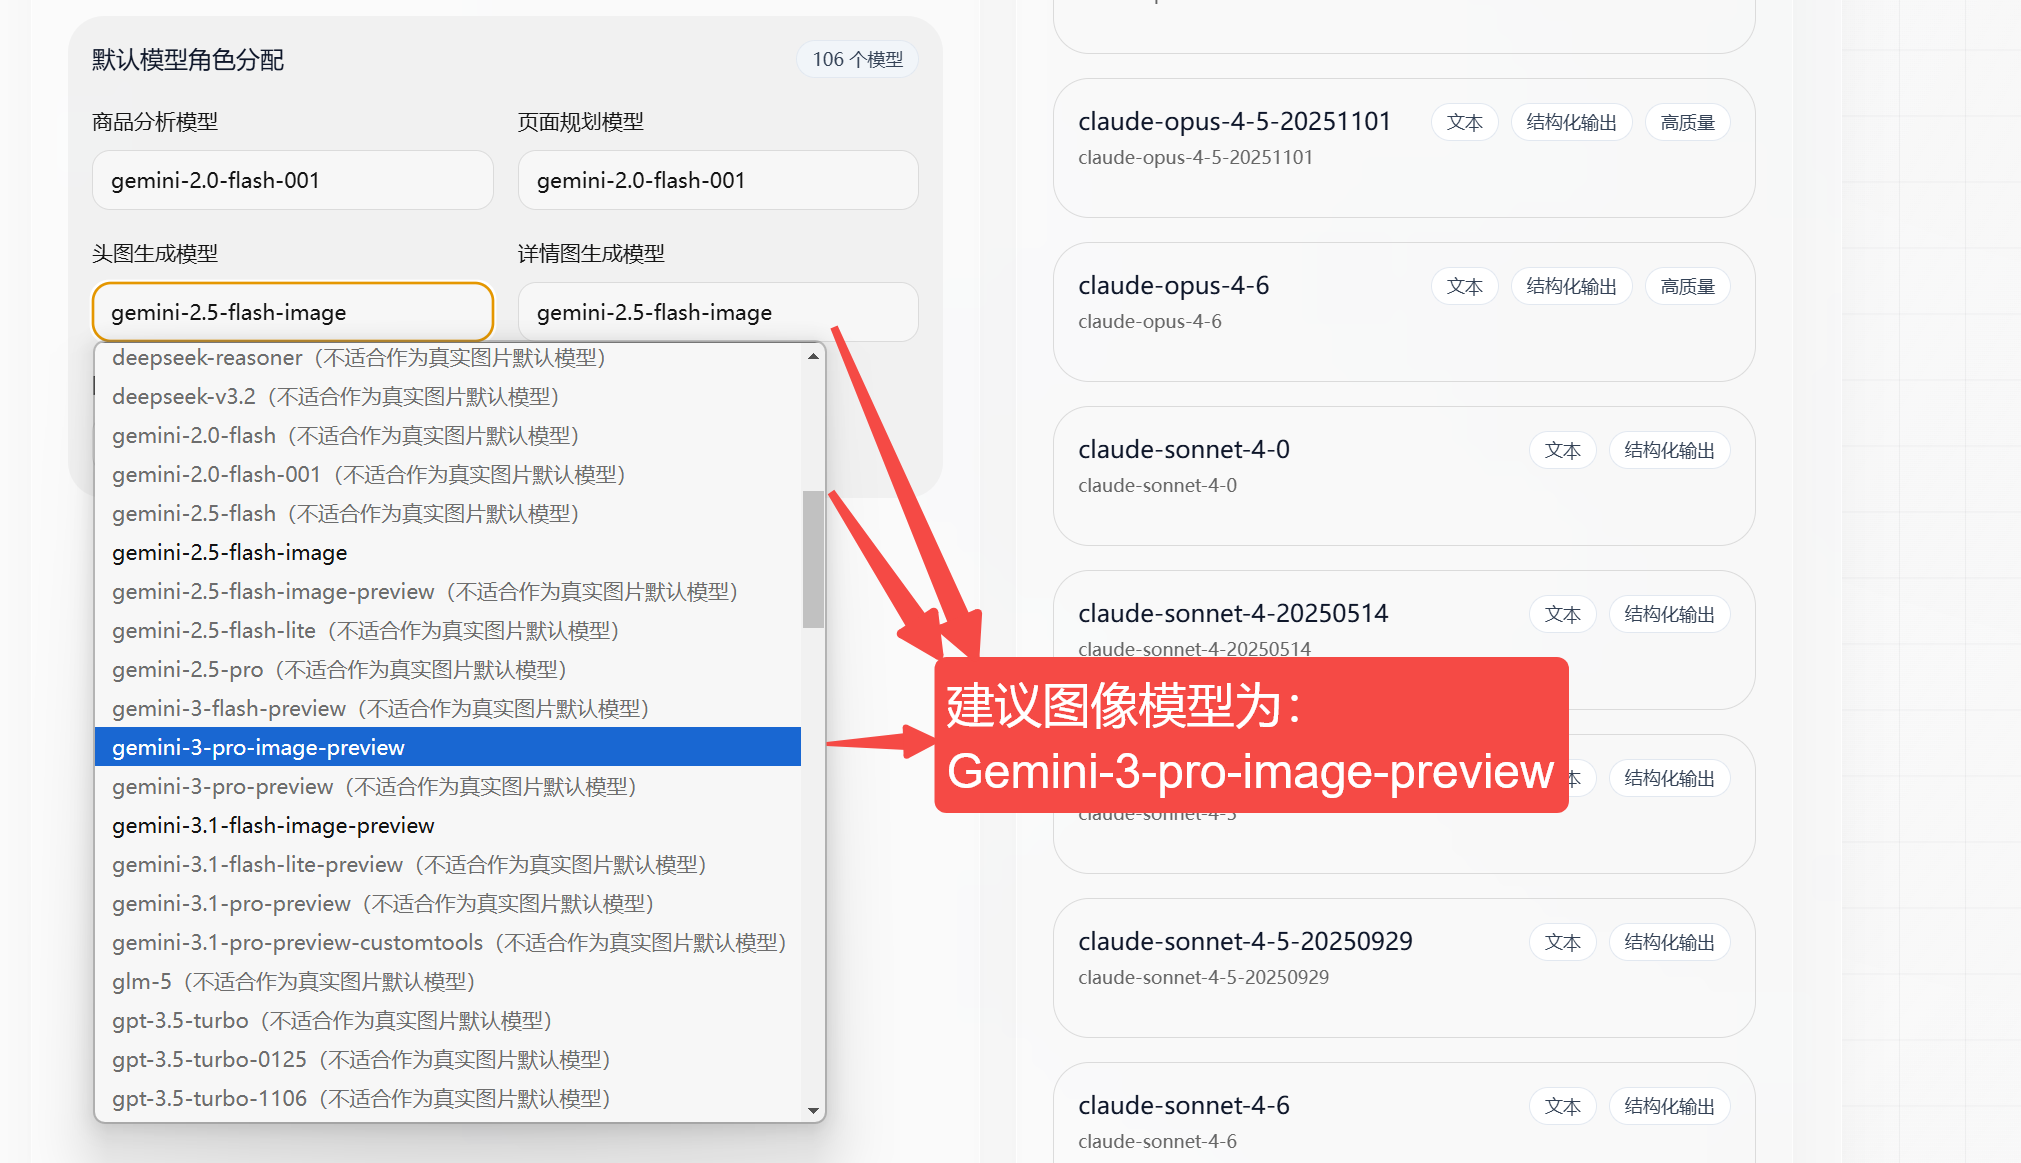 默认模型角色分配
106 个模型
商品分析模型
页面规划模型
gemini-2.0-flash-001
gemini-2.0-flash-001
头图生成模型
详情图生成模型
gemini-2.5-flash-image
gemini-2.5-flash-image
deepseek-reasoner（不适合作为真实图片默认模型）
deepseek-v3.2（不适合作为真实图片默认模型）
gemini-2.0-flash（不适合作为真实图片默认模型）
gemini-2.0-flash-001（不适合作为真实图片默认模型）
gemini-2.5-flash（不适合作为真实图片默认模型）
gemini-2.5-flash-image
gemini-2.5-flash-image-preview（不适合作为真实图片默认模型）
gemini-2.5-flash-lite（不适合作为真实图片默认模型）
gemini-2.5-pro（不适合作为真实图片默认模型）
gemini-3-flash-preview（不适合作为真实图片默认模型）
gemini-3-pro-image-preview
gemini-3-pro-preview（不适合作为真实图片默认模型）
gemini-3.1-flash-image-preview
gemini-3.1-flash-lite-preview（不适合作为真实图片默认模型）
gemini-3.1-pro-preview（不适合作为真实图片默认模型）
gemini-3.1-pro-preview-customtools（不适合作为真实图片默认模型）
glm-5（不适合作为真实图片默认模型）
gpt-3.5-turbo（不适合作为真实图片默认模型）
gpt-3.5-turbo-0125（不适合作为真实图片默认模型）
gpt-3.5-turbo-1106（不适合作为真实图片默认模型）
建议图像模型为：
Gemini-3-pro-image-preview
claude-opus-4-5-20251101
文本 结构化输出 高质量
claude-opus-4-5-20251101
claude-opus-4-6
文本 结构化输出 高质量
claude-opus-4-6
claude-sonnet-4-0
文本 结构化输出
claude-sonnet-4-0
claude-sonnet-4-20250514
文本 结构化输出
claude-sonnet-4-20250514
本 结构化输出
claude-sonnet-4-5
claude-sonnet-4-5-20250929
文本 结构化输出
claude-sonnet-4-5-20250929
claude-sonnet-4-6
文本 结构化输出
claude-sonnet-4-6